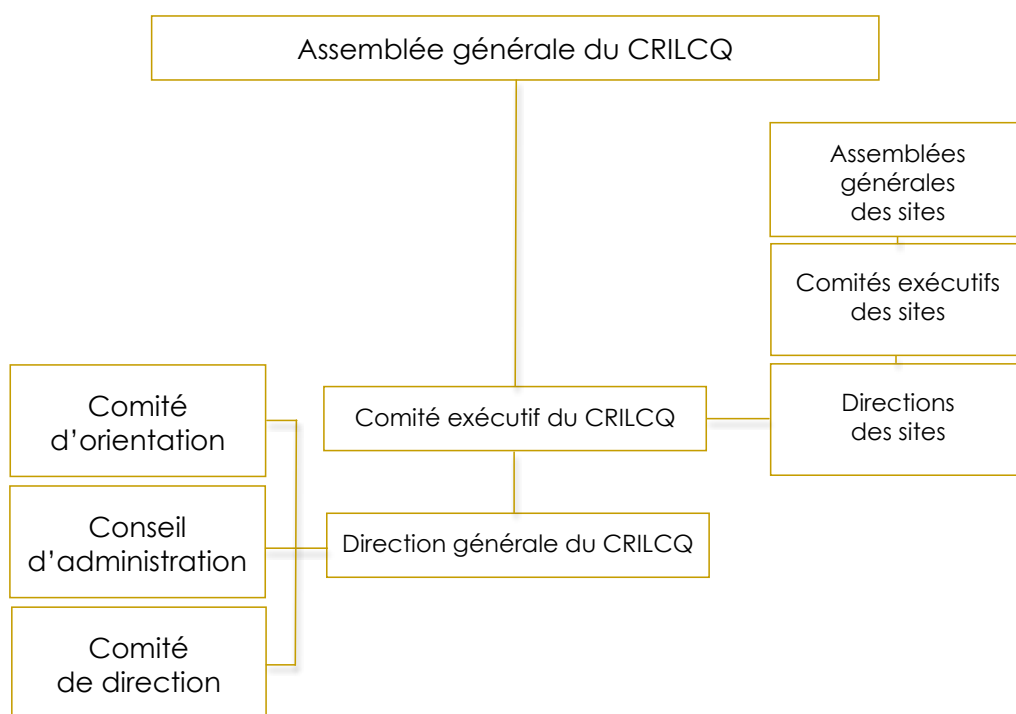 Assemblée générale du CRILCQ
Assemblées
générales
des sites
Comités exécutifs
des sites
Directions
des sites
Comité exécutif du CRILCQ
Direction générale du CRILCQ
Comité
d’orientation
Conseil
d’administration
Comité
de direction